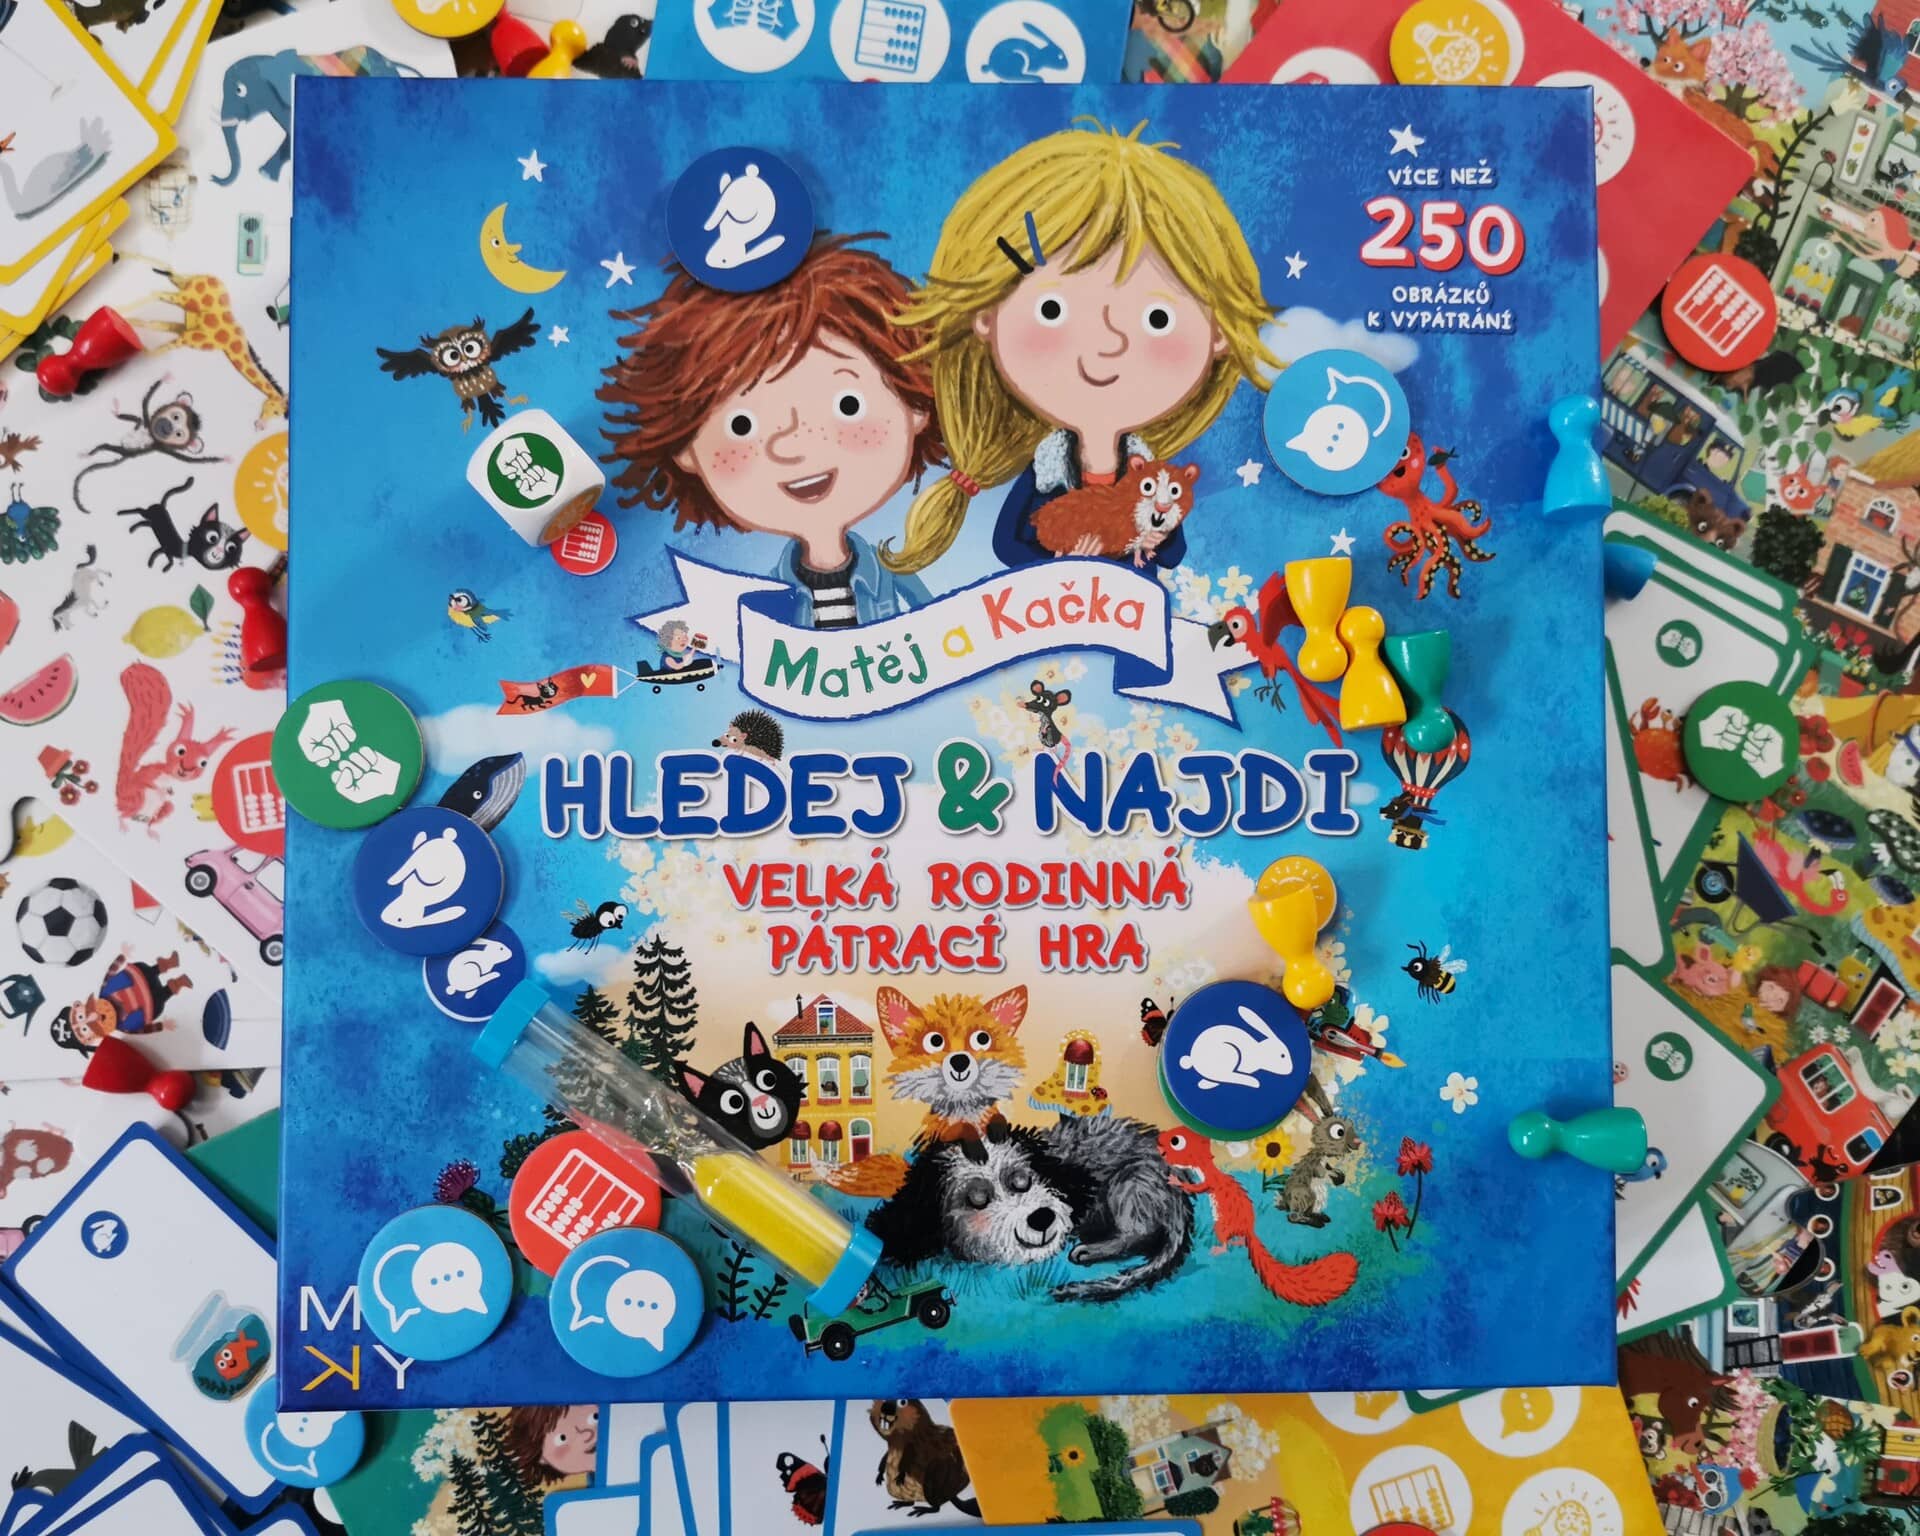 VÍCE NEŽ
250
OBRÁZKŮ
K VYPÁTRÁNÍ
Matěj a Kačka
HLEDEJ & NAJDI
VELKÁ RODINNÁ
PÁTRACÍ HRA